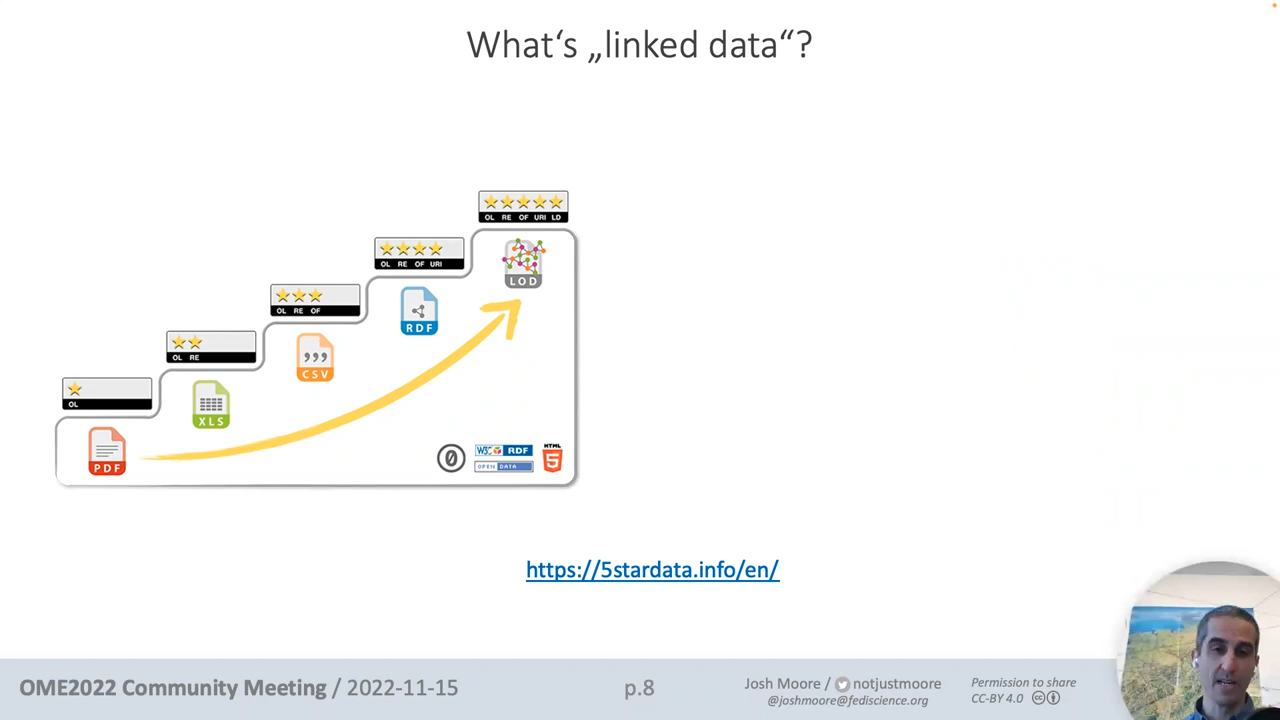 What‘s „linked data“?
OL RE OF URI LD
LOD
OL RE OF URI
RDF
OL RE OF
CSV
OL RE
XLS
OL
PDF
W3C RDF
OPEN DATA
HTML
5
https://5stardata.info/en/
OME2022 Community Meeting / 2022-11-15
p.8
Josh Moore / notjustmoore
@joshmoore@fediscience.org
Permission to share
CC-BY 4.0